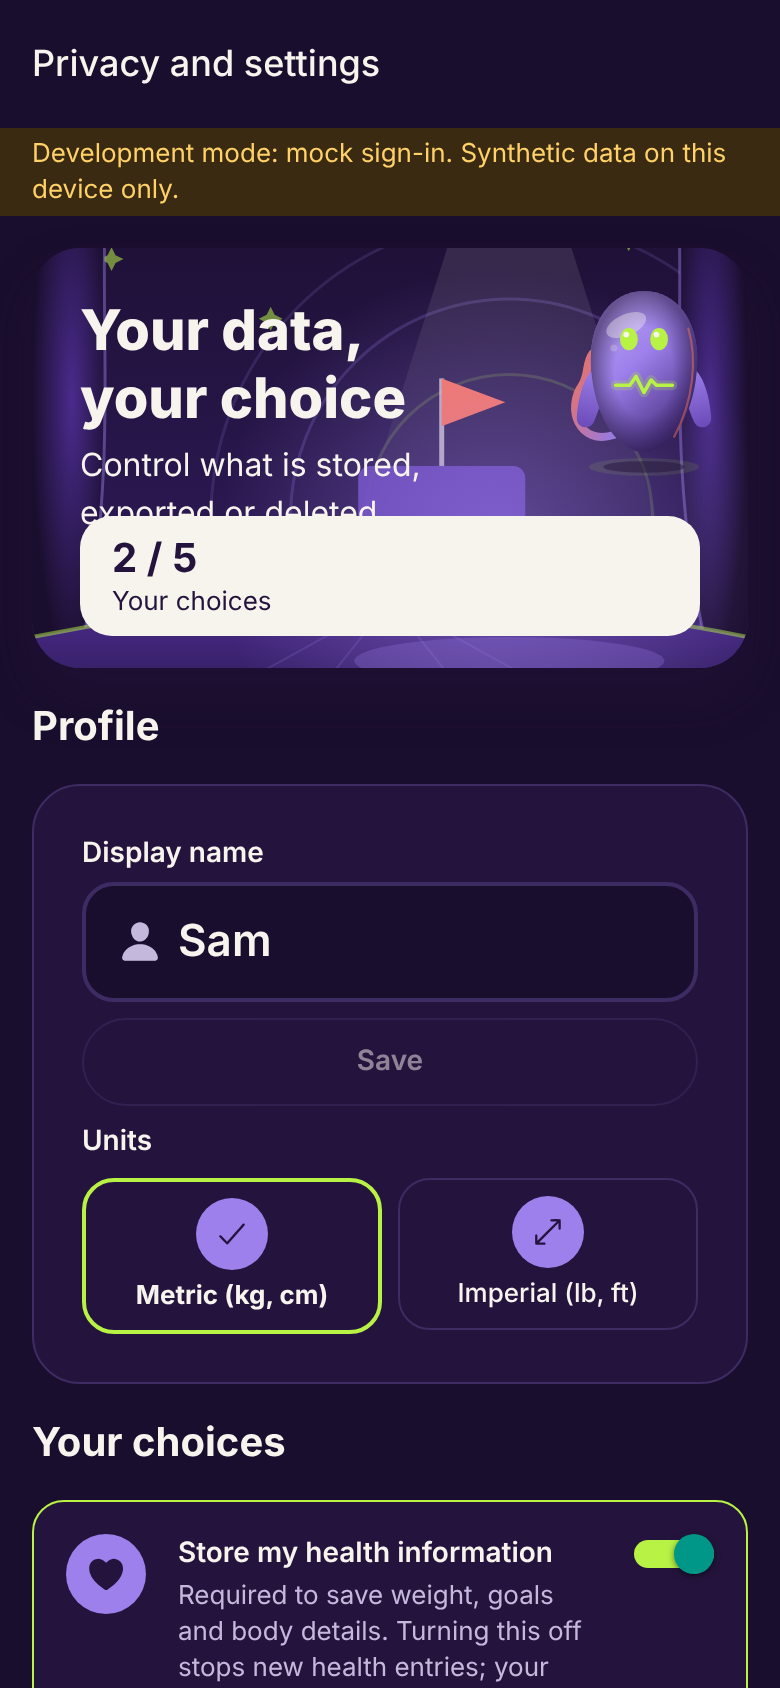 Privacy and settings
Development mode: mock sign-in. Synthetic data on this
device only.
Your data,
your choice
Control what is stored,
exported or deleted
2 / 5
Your choices
Profile
Display name
Sam
Save
Units
Metric (kg, cm)
Imperial (lb, ft)
Your choices
Store my health information
Required to save weight, goals
and body details. Turning this off
stops new health entries; your